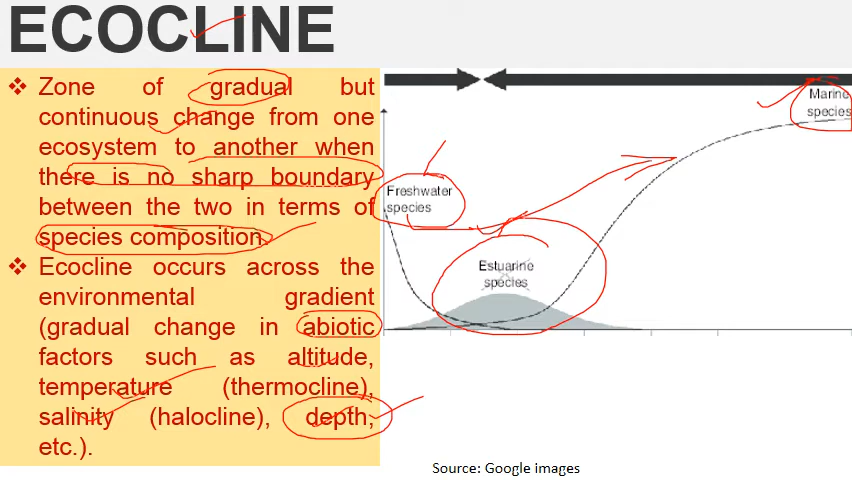 ECOCLINE
❖ Zone of gradual but
continuous change from one
ecosystem to another when
there is no sharp boundary
between the two in terms of
species composition.
❖ Ecocline occurs across the
environmental gradient
(gradual change in abiotic
factors such as altitude,
temperature (thermocline),
salinity (halocline), depth,
etc.).
Marine
species
Freshwater
species
Estuarine
species
Source: Google images